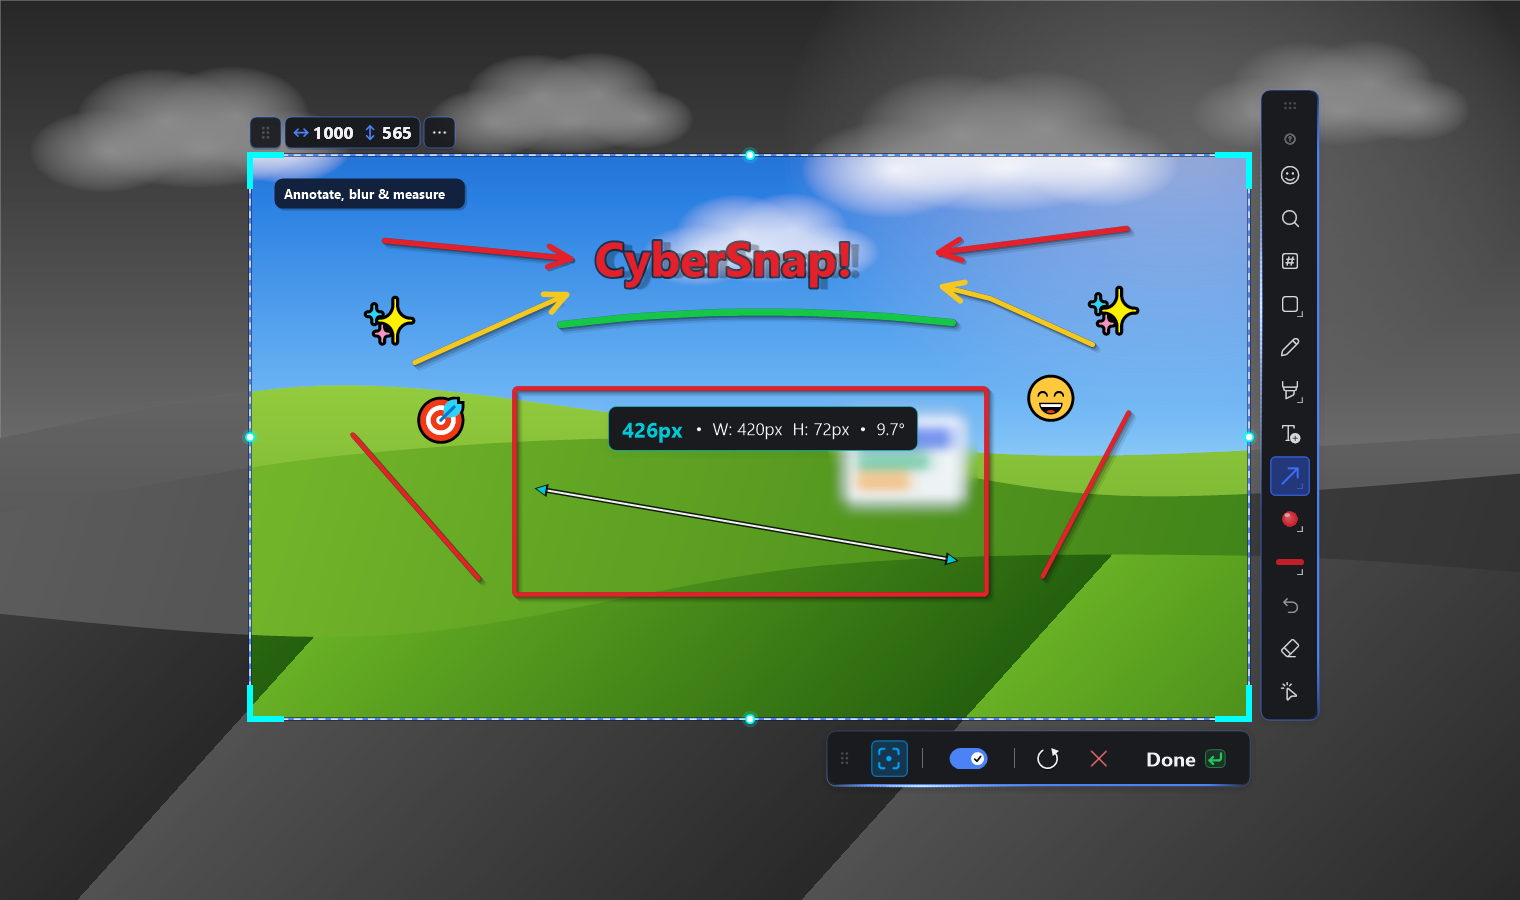 1000 565 ...
Annotate, blur & measure
CyberSnap!
426px • W: 420px H: 72px • 9.7°
Done